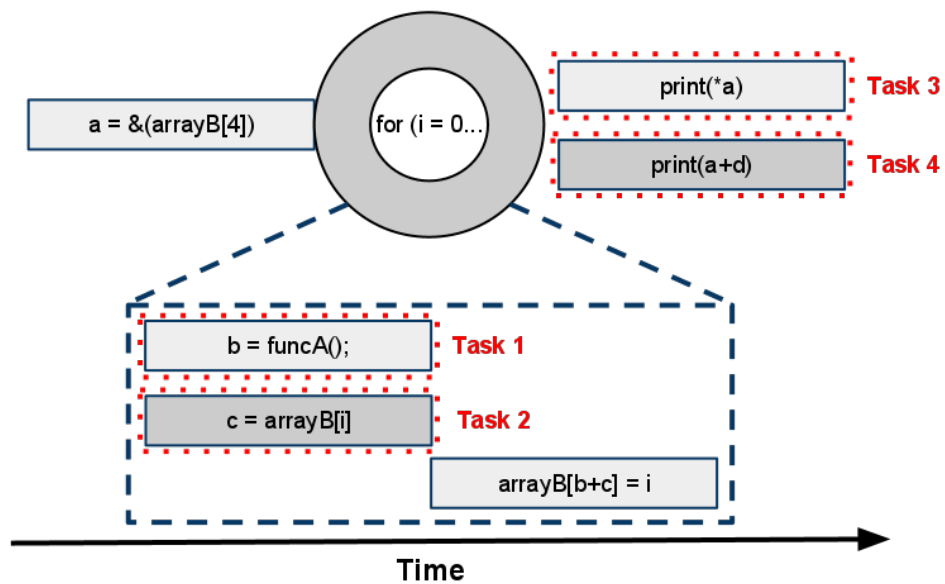 a = &(arrayB[4])
for (i = 0...
print(*a)
Task 3
print(a+d)
Task 4
b = funcA();
Task 1
c = arrayB[i]
Task 2
arrayB[b+c] = i
Time